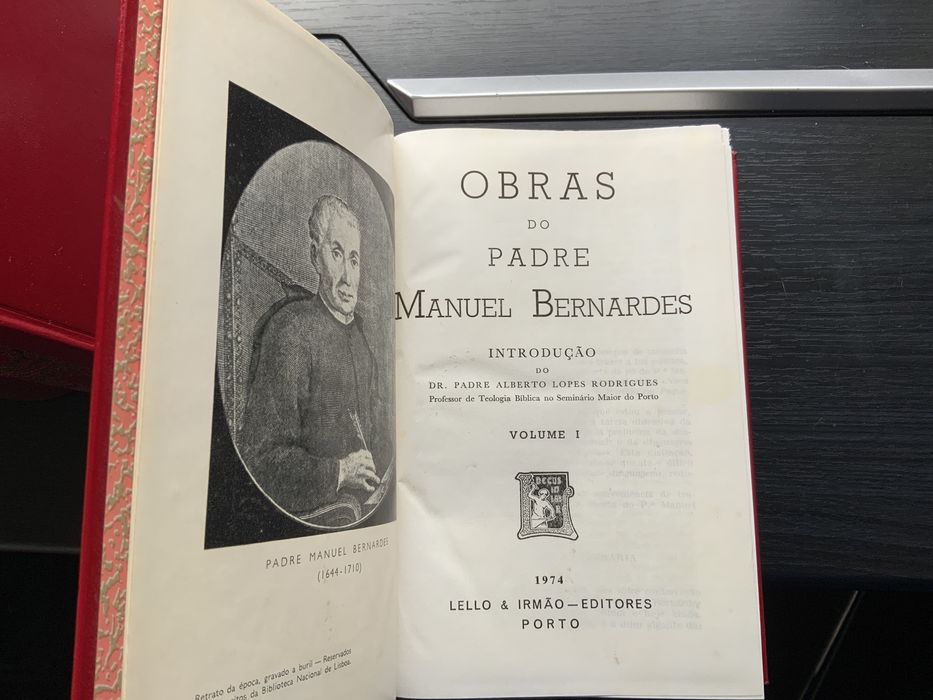 PADRE MANUEL BERNARDES
(1644-1710)
Retrato da época, gravado a buril — Reservados
da Biblioteca Nacional de Lisboa.
OBRAS
DO
PADRE
MANUEL BERNARDES
INTRODUÇÃO
DO
DR. PADRE ALBERTO LOPES RODRIGUES
Professor de Teologia Bíblica no Seminário Maior do Porto
VOLUME I
DECUS
IN
1974
LELLO & IRMÃO — EDITORES
PORTO